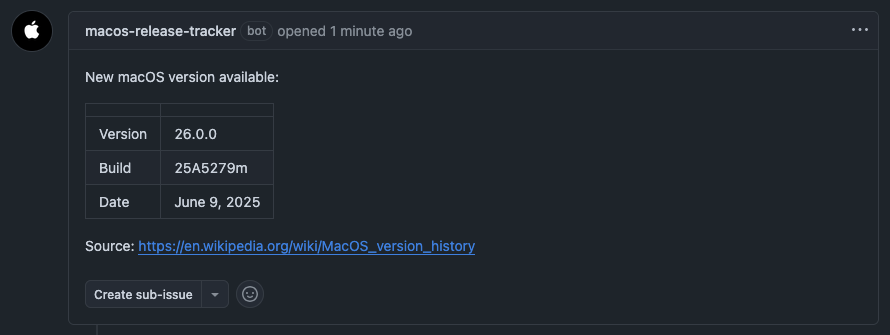 macos-release-tracker bot opened 1 minute ago
New macOS version available:
Version 26.0.0
Build 25A5279m
Date June 9, 2025
Source: https://en.wikipedia.org/wiki/MacOS_version_history
Create sub-issue